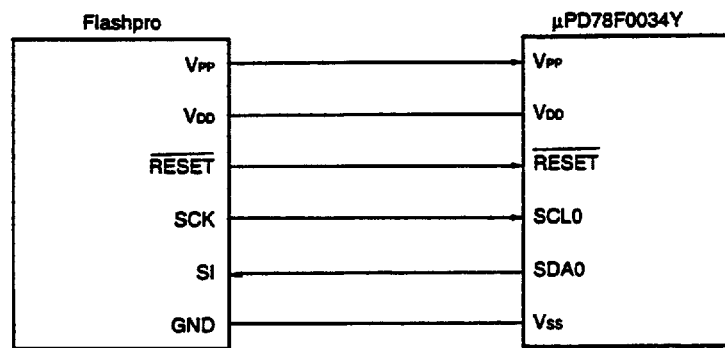 Flashpro μPD78F0034Y
VPP VPP
VDD VDD
RESET RESET
SCK SCL0
SI SDA0
GND VSS